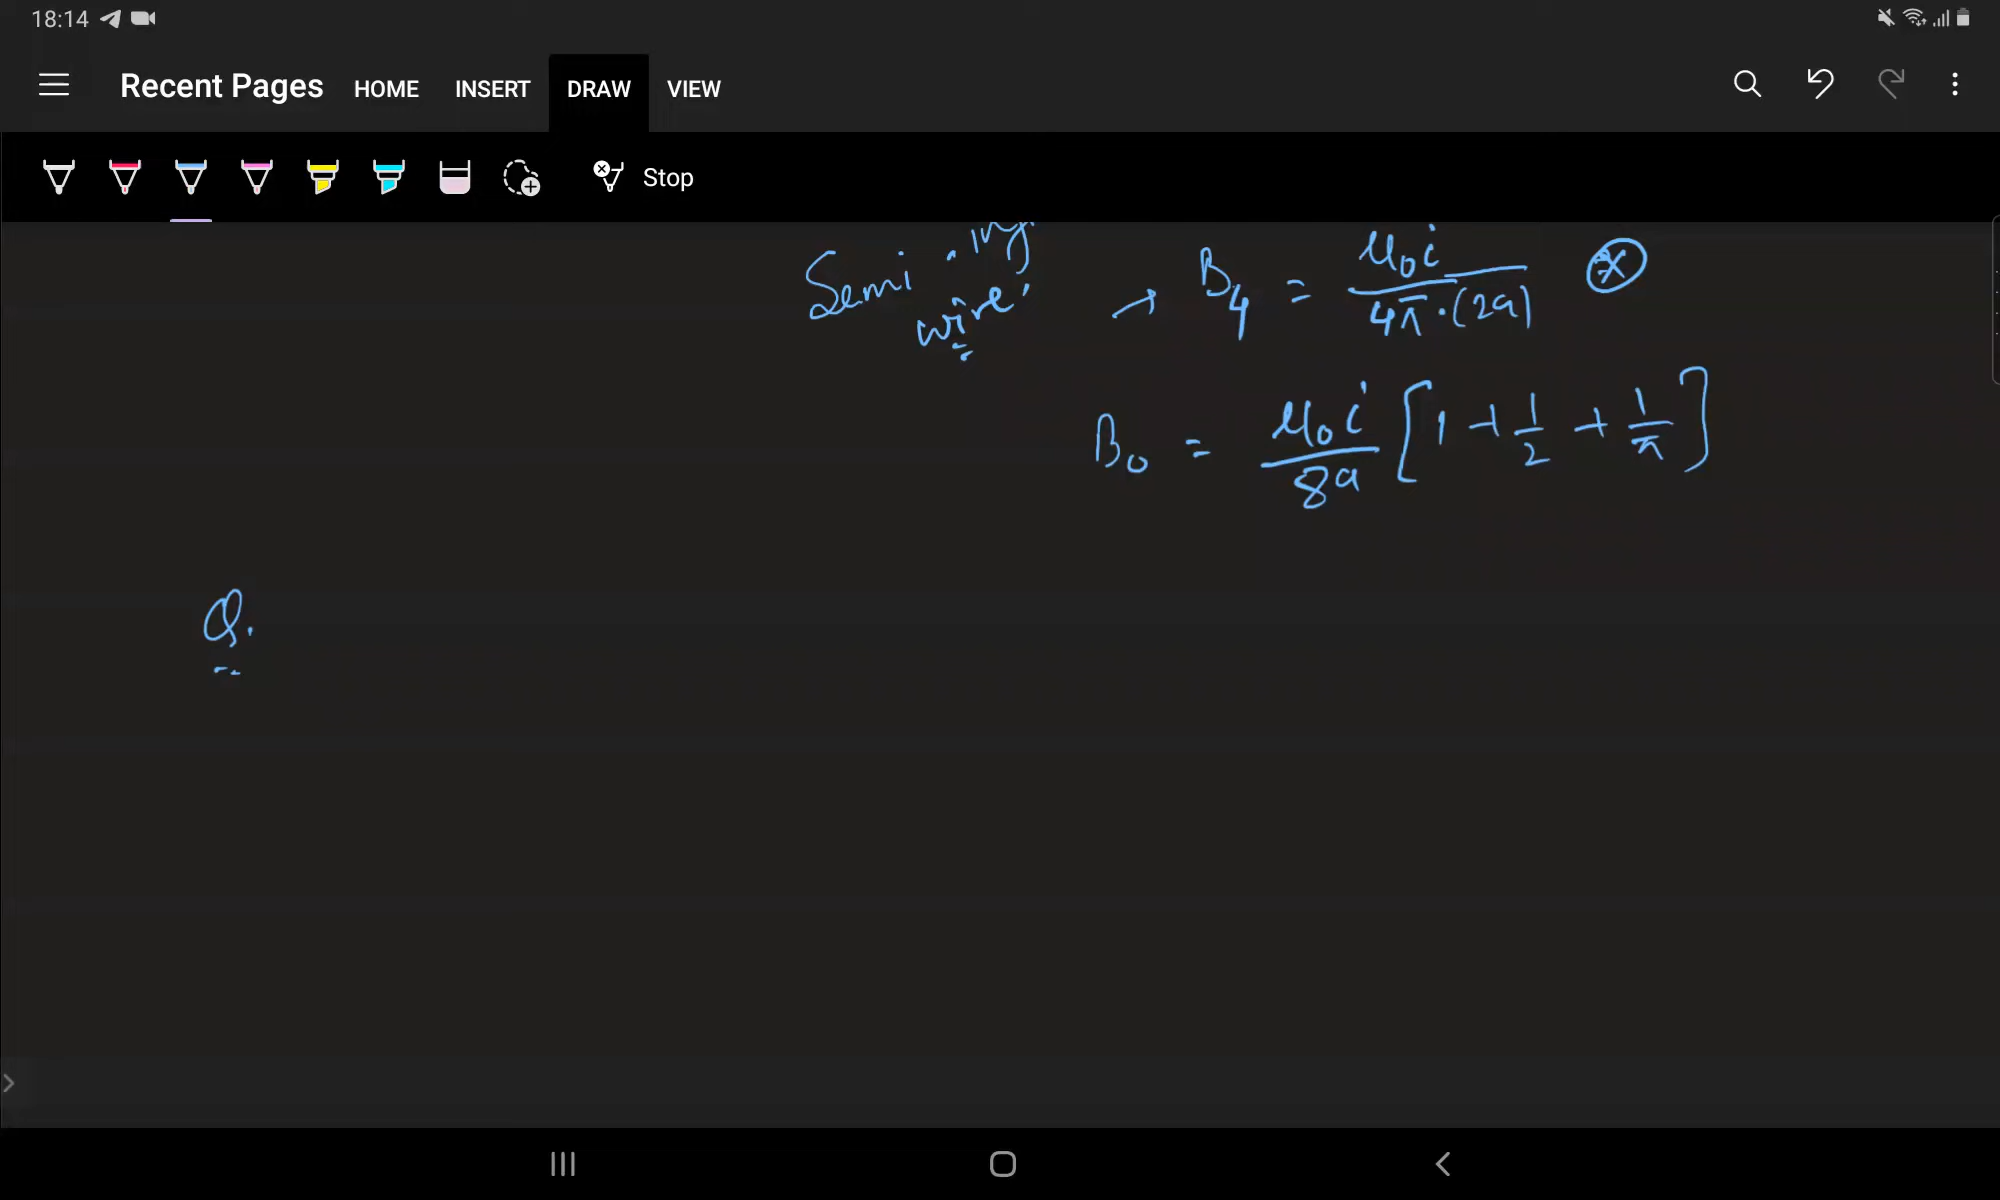 18:14
Recent Pages HOME INSERT DRAW VIEW
Stop
Semi . inf
wire'
→ B₄ = μ₀i / 4π·(2a) ⊗
B₀ = μ₀i / 8a [1 + 1/2 + 1/π]
Q.